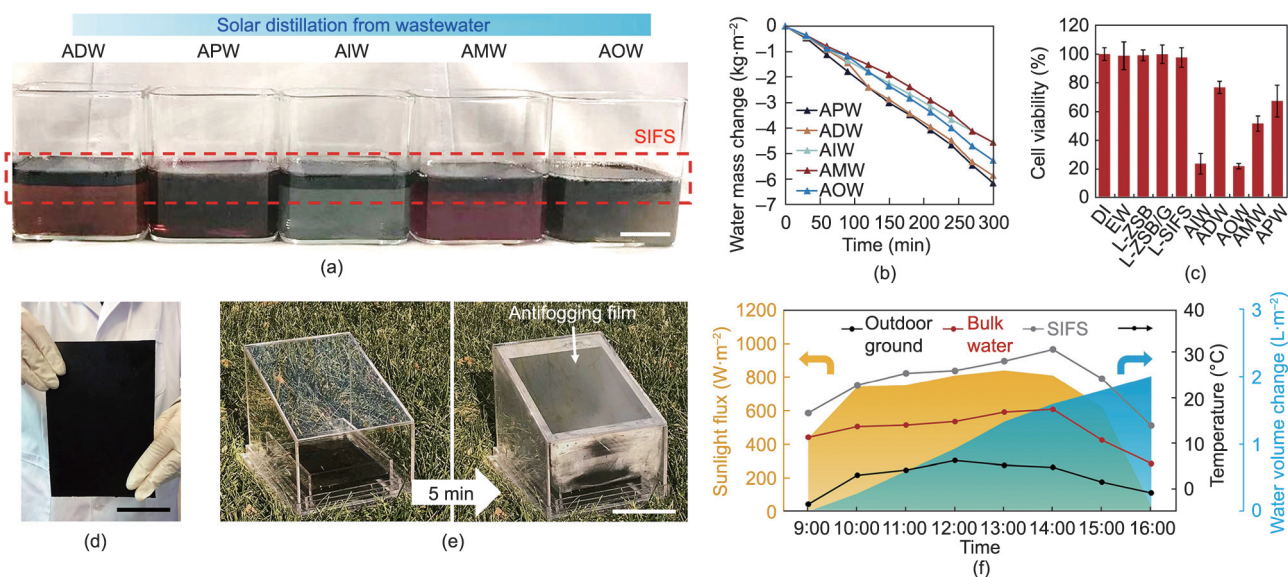 Solar distillation from wastewater
ADW APW AIW AMW AOW
SIFS
(a)
Water mass change (kg·m⁻²)
0
−1
−2
−3
−4
−5
−6
−7
APW
ADW
AIW
AMW
AOW
0 50 100 150 200 250 300
Time (min)
(b)
Cell viability (%)
120
100
80
60
40
20
0
DI
EW
L-ZSB
L-ZSB/G
L-SIFS
AIW
ADW
AOW
AMW
APW
(c)
(d)
Antifogging film
5 min
(e)
Sunlight flux (W·m⁻²)
1200
1000
800
600
400
200
0
Outdoor ground
Bulk water
SIFS
40
30
20
10
0
Temperature (°C)
3
2
1
0
Water volume change (L·m⁻²)
9:00 10:00 11:00 12:00 13:00 14:00 15:00 16:00
Time
(f)